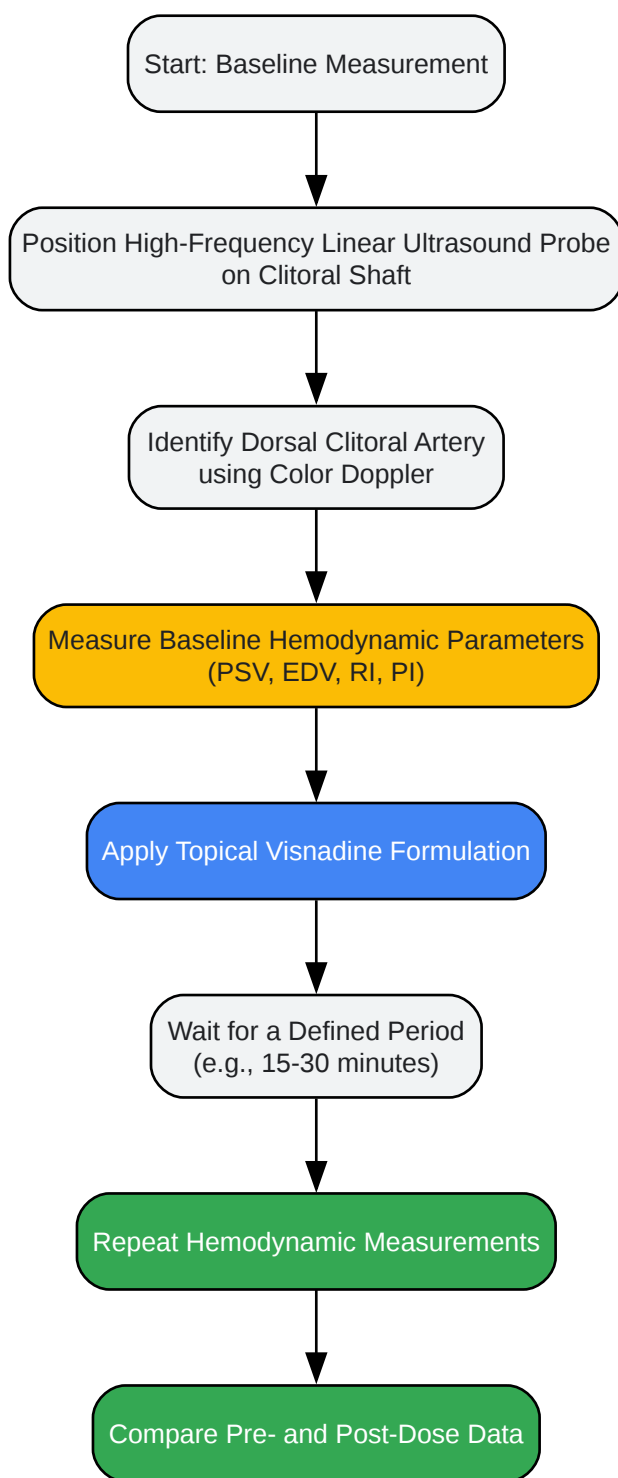 Start: Baseline Measurement
Position High-Frequency Linear Ultrasound Probe
on Clitoral Shaft
Identify Dorsal Clitoral Artery
using Color Doppler
Measure Baseline Hemodynamic Parameters
(PSV, EDV, RI, PI)
Apply Topical Visnadine Formulation
Wait for a Defined Period
(e.g., 15-30 minutes)
Repeat Hemodynamic Measurements
Compare Pre- and Post-Dose Data